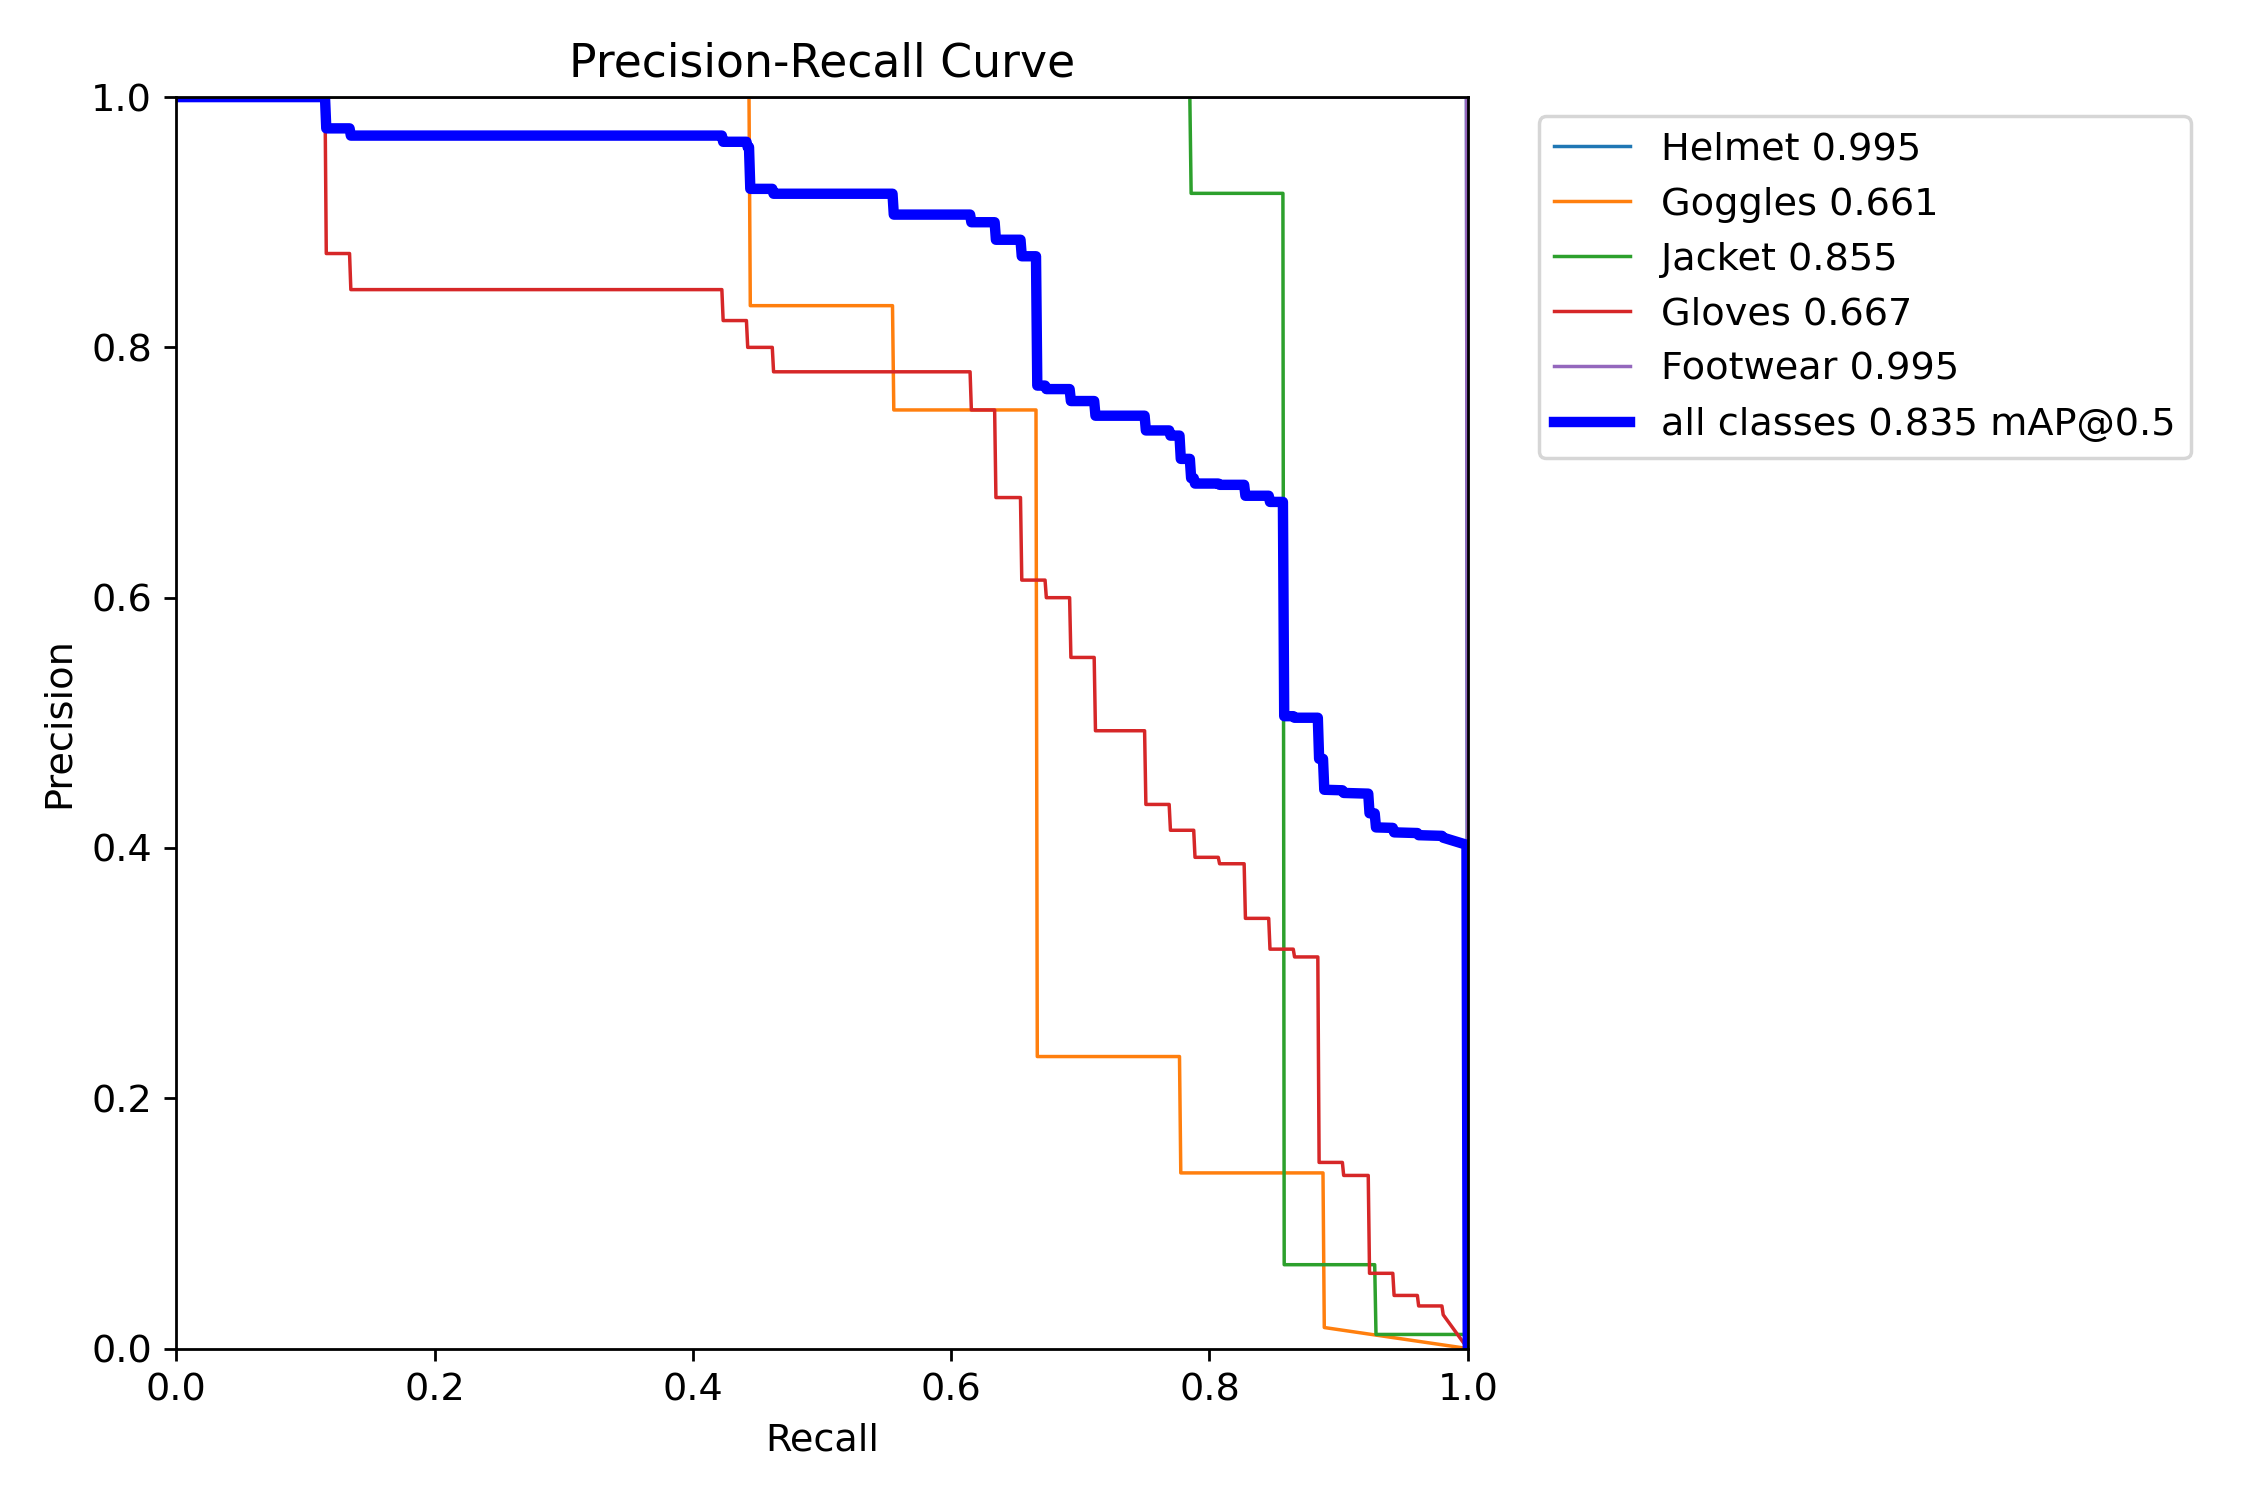 Precision-Recall Curve
1.0
0.8
0.6
0.4
0.2
0.0
Precision
0.0 0.2 0.4 0.6 0.8 1.0
Recall
Helmet 0.995
Goggles 0.661
Jacket 0.855
Gloves 0.667
Footwear 0.995
all classes 0.835 mAP@0.5